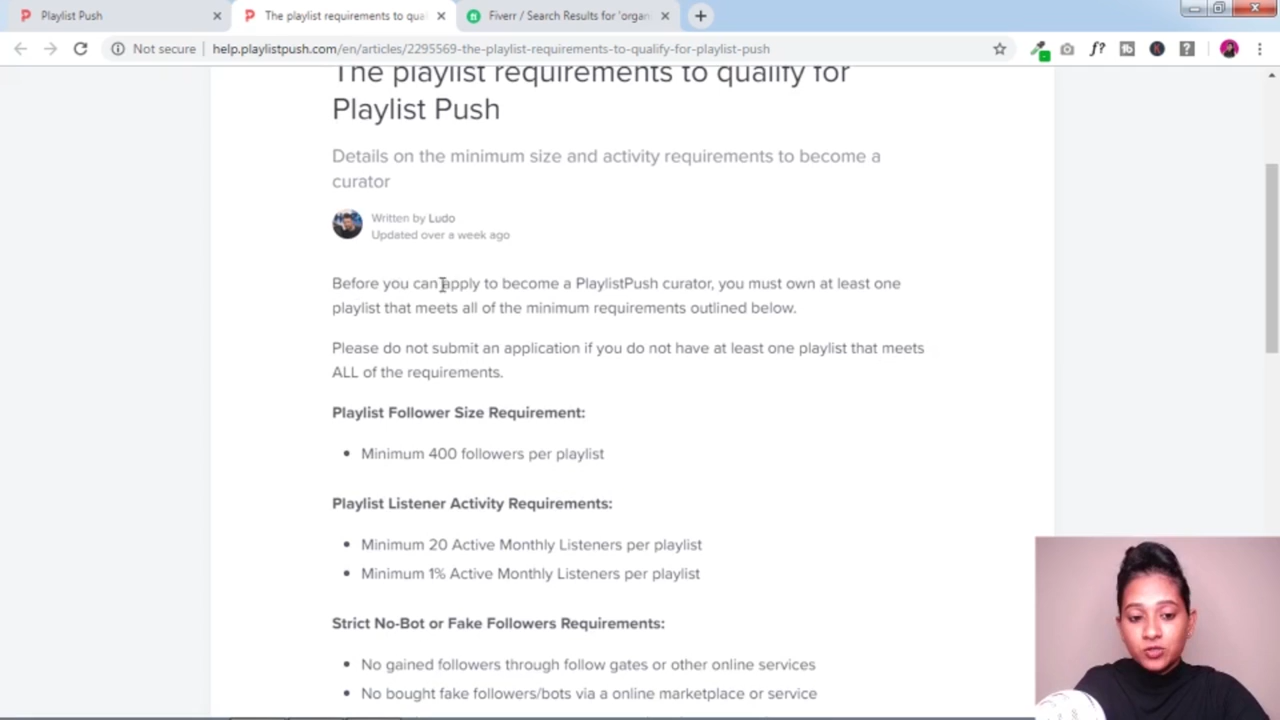 Playlist Push
The playlist requirements to qual
Fiverr / Search Results for 'organ
Not secure
help.playlistpush.com/en/articles/2295569-the-playlist-requirements-to-qualify-for-playlist-push
f?
The playlist requirements to qualify for
Playlist Push
Details on the minimum size and activity requirements to become a
curator
Written by Ludo
Updated over a week ago
Before you can apply to become a PlaylistPush curator, you must own at least one
playlist that meets all of the minimum requirements outlined below.
Please do not submit an application if you do not have at least one playlist that meets
ALL of the requirements.
Playlist Follower Size Requirement:
• Minimum 400 followers per playlist
Playlist Listener Activity Requirements:
• Minimum 20 Active Monthly Listeners per playlist
• Minimum 1% Active Monthly Listeners per playlist
Strict No-Bot or Fake Followers Requirements:
• No gained followers through follow gates or other online services
• No bought fake followers/bots via a online marketplace or service